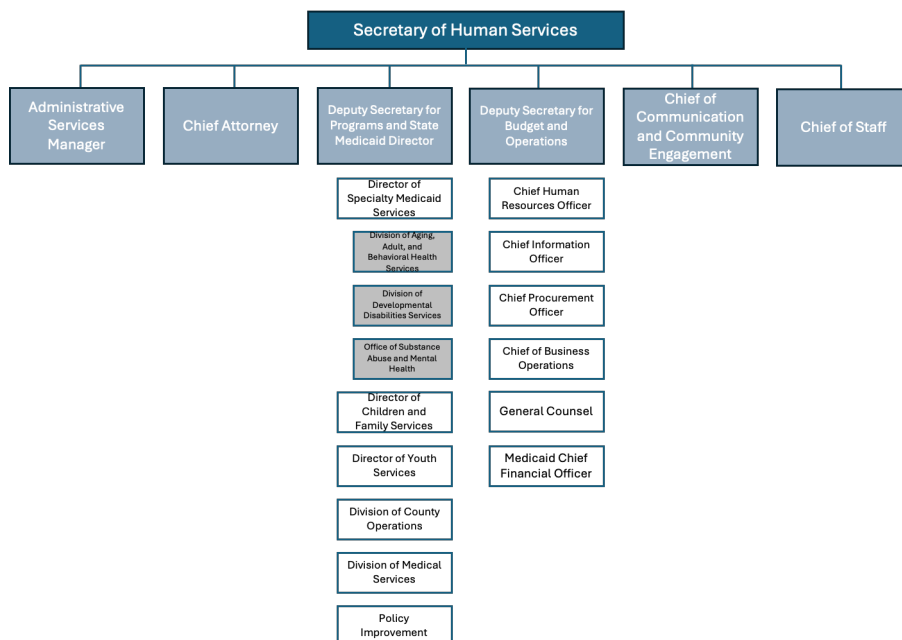 Secretary of Human Services
Administrative
Services
Manager
Chief Attorney
Deputy Secretary for
Programs and State
Medicaid Director
Deputy Secretary for
Budget and
Operations
Chief of
Communication
and Community
Engagement
Chief of Staff
Director of
Specialty Medicaid
Services
Division of Aging,
Adult, and
Behavioral Health
Services
Division of
Developmental
Disabilities Services
Office of Substance
Abuse and Mental
Health
Director of
Children and
Family Services
Director of Youth
Services
Division of County
Operations
Division of Medical
Services
Policy
Improvement
Chief Human
Resources Officer
Chief Information
Officer
Chief Procurement
Officer
Chief of Business
Operations
General Counsel
Medicaid Chief
Financial Officer